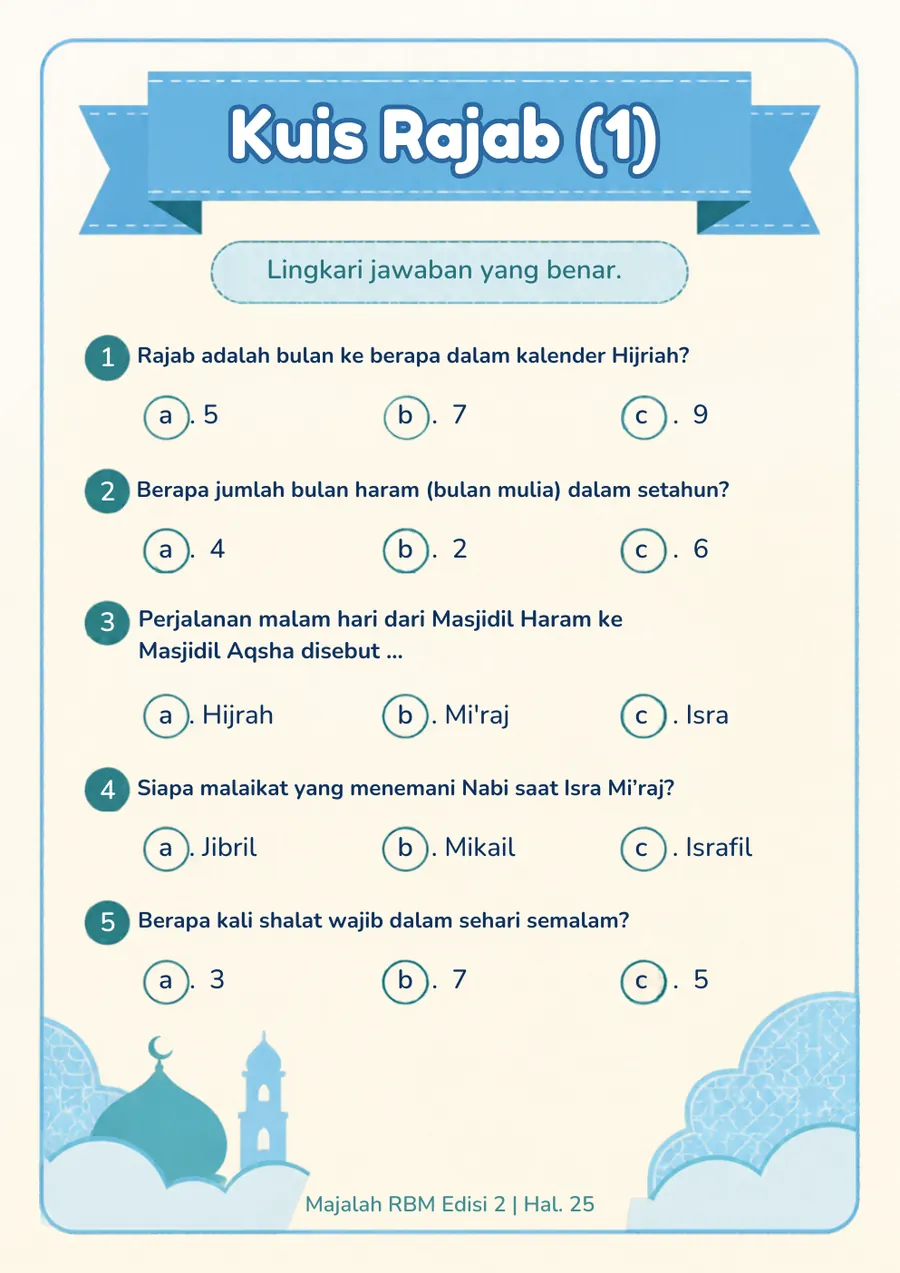 Kuis Rajab (1)
Lingkari jawaban yang benar.
1 Rajab adalah bulan ke berapa dalam kalender Hijriah?
a . 5 b . 7 c . 9
2 Berapa jumlah bulan haram (bulan mulia) dalam setahun?
a . 4 b . 2 c . 6
3 Perjalanan malam hari dari Masjidil Haram ke
Masjidil Aqsha disebut ...
a . Hijrah b . Mi'raj c . Isra
4 Siapa malaikat yang menemani Nabi saat Isra Mi’raj?
a . Jibril b . Mikail c . Israfil
5 Berapa kali shalat wajib dalam sehari semalam?
a . 3 b . 7 c . 5
Majalah RBM Edisi 2 | Hal. 25